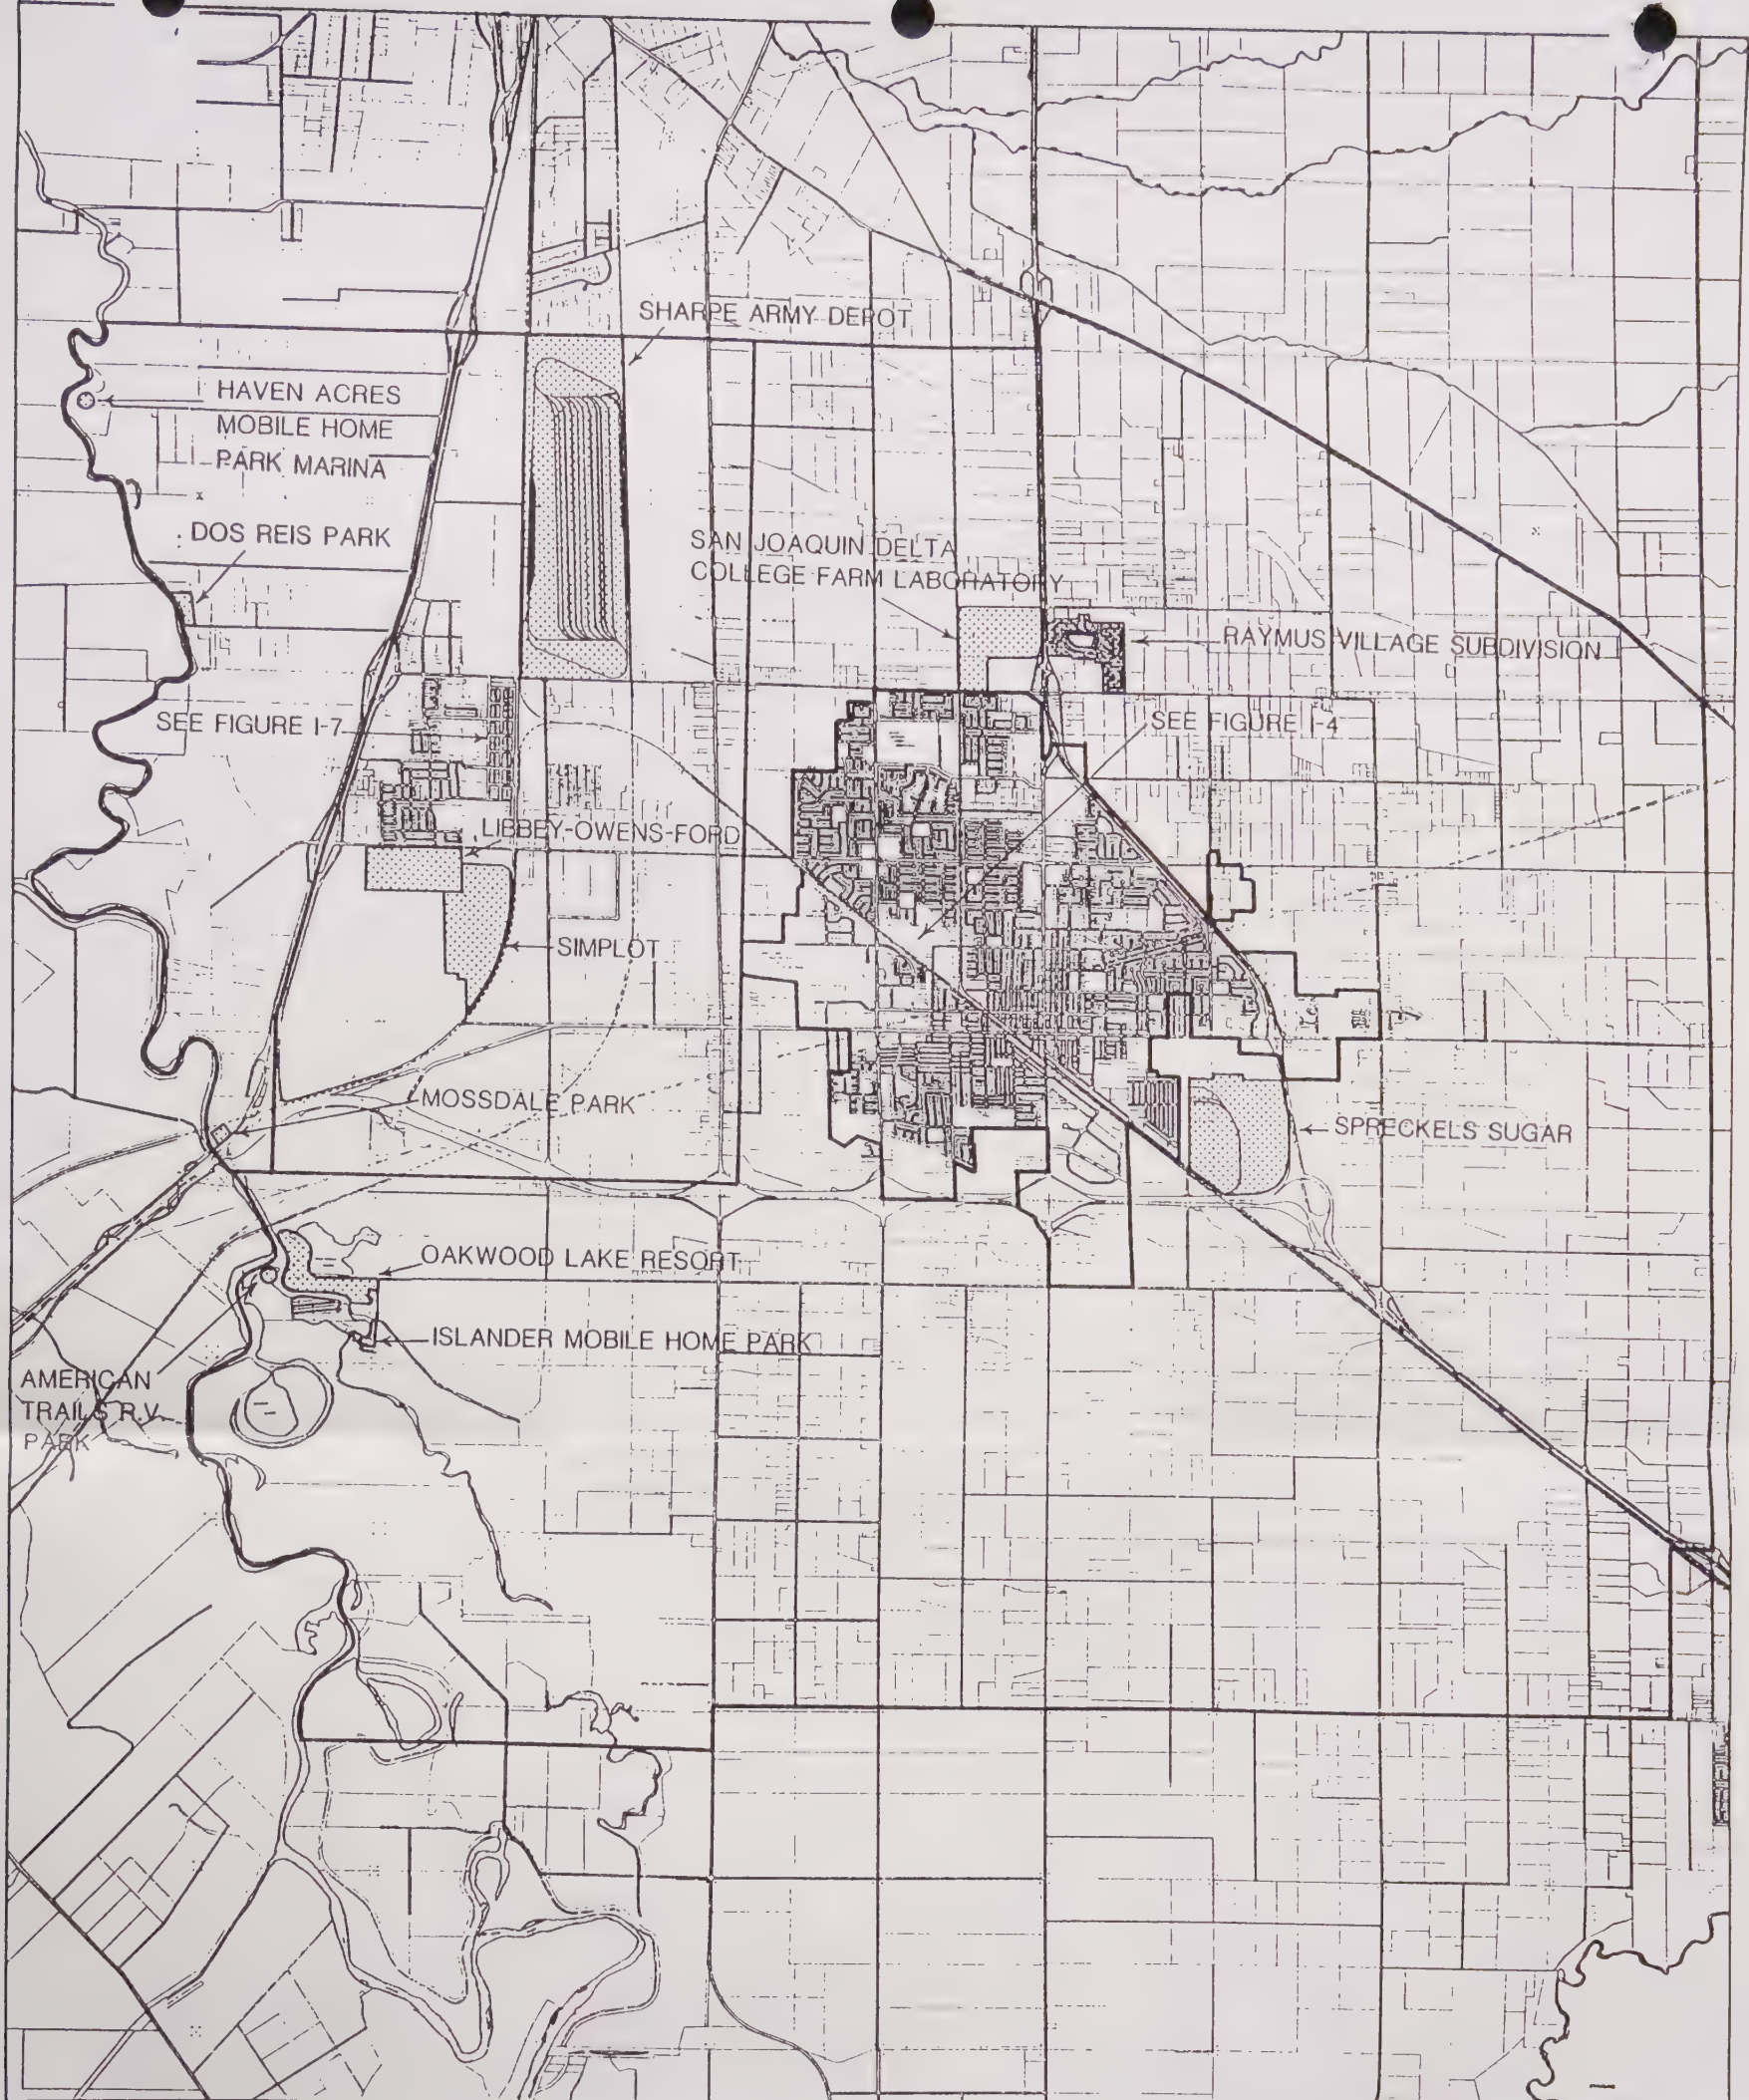 SHARPE ARMY DEPOT
HAVEN ACRES
MOBILE HOME
PARK MARINA
DOS REIS PARK
SAN JOAQUIN DELTA
COLLEGE FARM LABORATORY
RAYMUS VILLAGE SUBDIVISION
SEE FIGURE I-7
SEE FIGURE I-4
LIBBEY-OWENS-FORD
SIMPLOT
MOSSDALE PARK
SPRECKELS SUGAR
OAKWOOD LAKE RESORT
ISLANDER MOBILE HOME PARK
AMERICAN
TRAILS R.V.
PARK